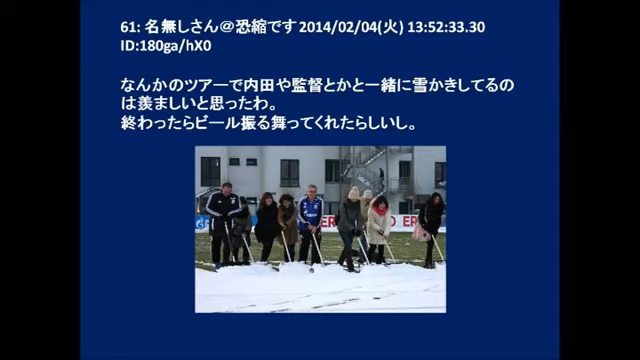 61: 名無しさん＠恐縮です 2014/02/04(火) 13:52:33.30
ID:180ga/hX0
なんかのツアーで内田や監督とかと一緒に雪かきしてるの
は羨ましいと思ったわ。
終わったらビール振る舞ってくれたらしいし。